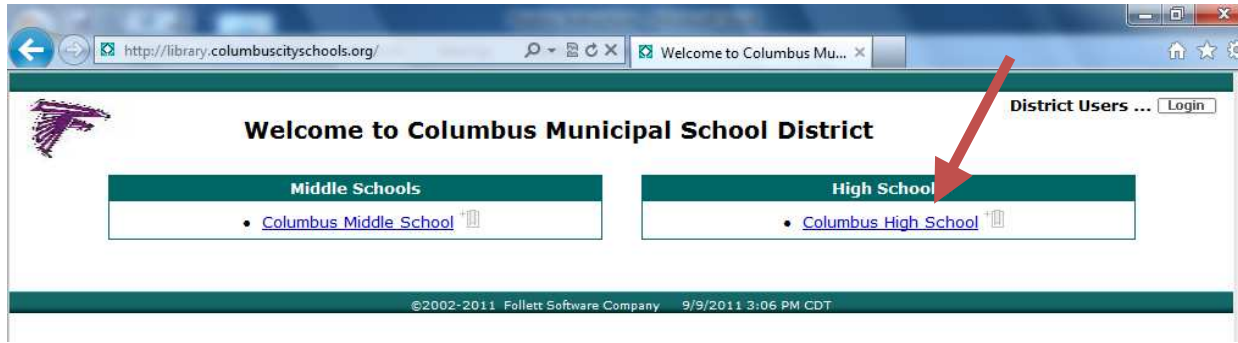 http://library.columbuscityschools.org/ Welcome to Columbus Mu...
District Users ... Login
Welcome to Columbus Municipal School District
Middle Schools
• Columbus Middle School
High School
• Columbus High School
©2002-2011 Follett Software Company 9/9/2011 3:06 PM CDT